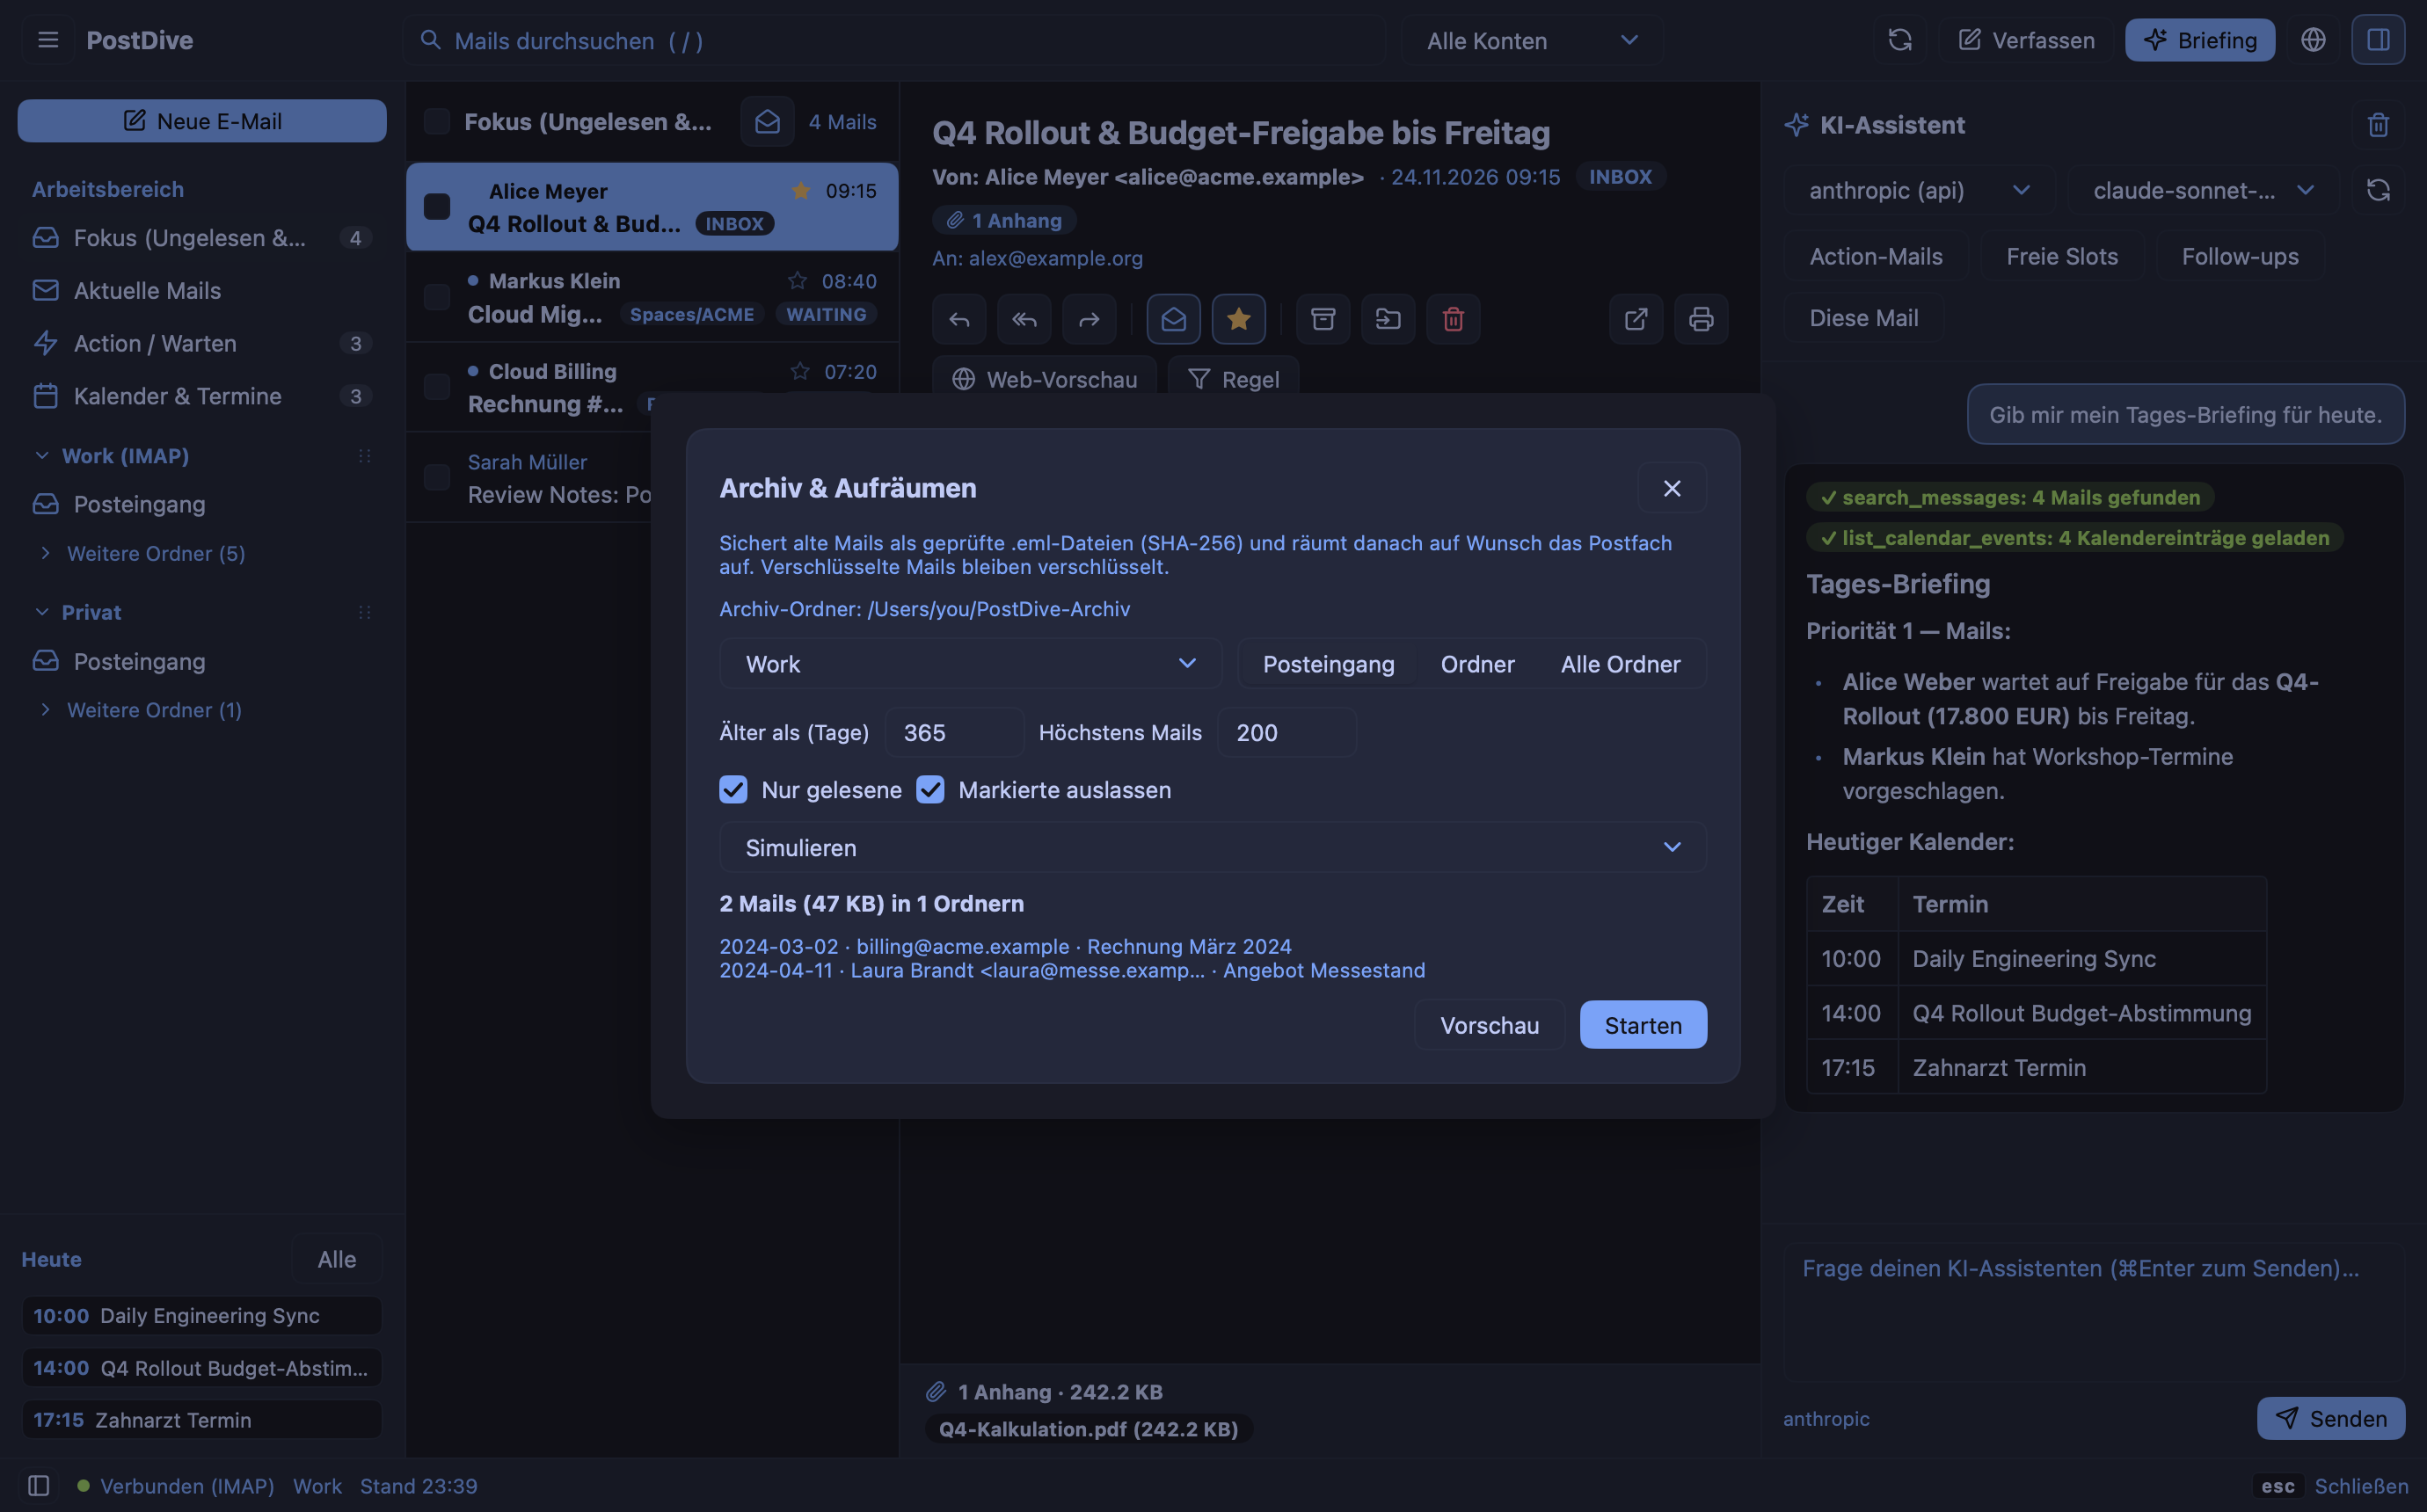 PostDive
Mails durchsuchen ( / )
Alle Konten
Verfassen
Briefing
Neue E-Mail
Arbeitsbereich
Fokus (Ungelesen &... 4
Aktuelle Mails
Action / Warten 3
Kalender & Termine 3
Work (IMAP)
Posteingang
Weitere Ordner (5)
Privat
Posteingang
Weitere Ordner (1)
Heute Alle
10:00 Daily Engineering Sync
14:00 Q4 Rollout Budget-Abstim...
17:15 Zahnarzt Termin
Fokus (Ungelesen &... 4 Mails
Alice Meyer 09:15
Q4 Rollout & Bud... INBOX
Markus Klein 08:40
Cloud Mig... Spaces/ACME WAITING
Cloud Billing 07:20
Rechnung #...
Sarah Müller
Review Notes: Po
Q4 Rollout & Budget-Freigabe bis Freitag
Von: Alice Meyer <alice@acme.example> · 24.11.2026 09:15 INBOX
1 Anhang
An: alex@example.org
Web-Vorschau Regel
Archiv & Aufräumen
Sichert alte Mails als geprüfte .eml-Dateien (SHA-256) und räumt danach auf Wunsch das Postfach
auf. Verschlüsselte Mails bleiben verschlüsselt.
Archiv-Ordner: /Users/you/PostDive-Archiv
Work Posteingang Ordner Alle Ordner
Älter als (Tage) 365 Höchstens Mails 200
Nur gelesene Markierte auslassen
Simulieren
2 Mails (47 KB) in 1 Ordnern
2024-03-02 · billing@acme.example · Rechnung März 2024
2024-04-11 · Laura Brandt <laura@messe.examp... · Angebot Messestand
Vorschau Starten
1 Anhang · 242.2 KB
Q4-Kalkulation.pdf (242.2 KB)
KI-Assistent
anthropic (api) claude-sonnet-...
Action-Mails Freie Slots Follow-ups
Diese Mail
Gib mir mein Tages-Briefing für heute.
✓ search_messages: 4 Mails gefunden
✓ list_calendar_events: 4 Kalendereinträge geladen
Tages-Briefing
Priorität 1 — Mails:
• Alice Weber wartet auf Freigabe für das Q4-
Rollout (17.800 EUR) bis Freitag.
• Markus Klein hat Workshop-Termine
vorgeschlagen.
Heutiger Kalender:
Zeit Termin
10:00 Daily Engineering Sync
14:00 Q4 Rollout Budget-Abstimmung
17:15 Zahnarzt Termin
Frage deinen KI-Assistenten (⌘Enter zum Senden)...
anthropic Senden
Verbunden (IMAP) Work Stand 23:39
esc Schließen